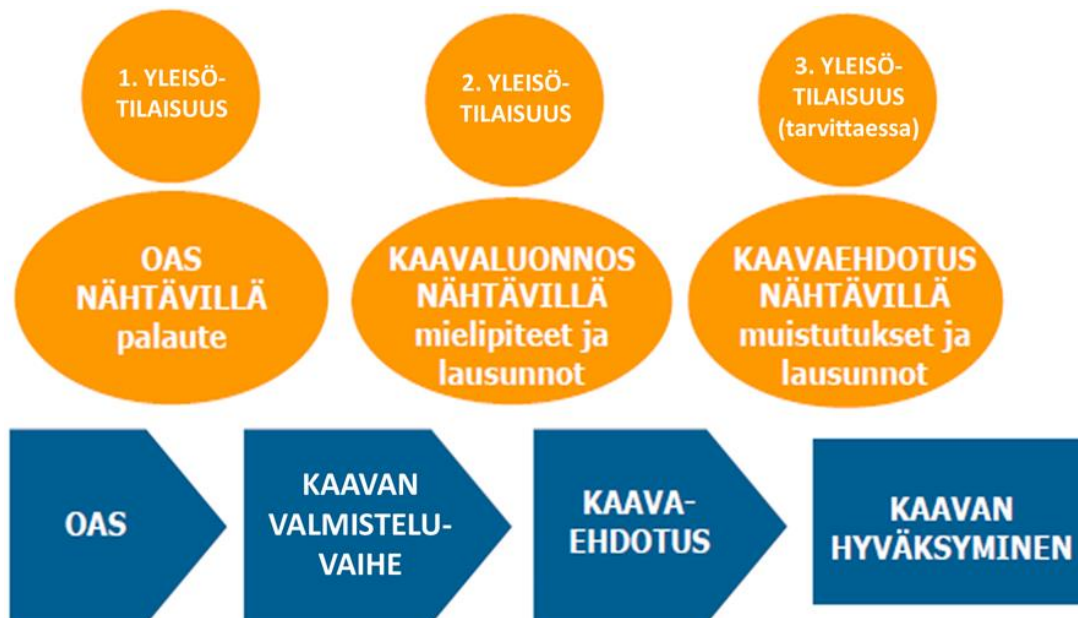 1. YLEISÖ-
TILAISUUS
2. YLEISÖ-
TILAISUUS
3. YLEISÖ-
TILAISUUS
(tarvittaessa)
OAS
NÄHTÄVILLÄ
palaute
KAAVALUONNOS
NÄHTÄVILLÄ
mielipiteet ja
lausunnot
KAAVAEHDOTUS
NÄHTÄVILLÄ
muistutukset ja
lausunnot
OAS
KAAVAN
VALMISTELU-
VAIHE
KAAVA-
EHDOTUS
KAAVAN
HYVÄKSYMINEN